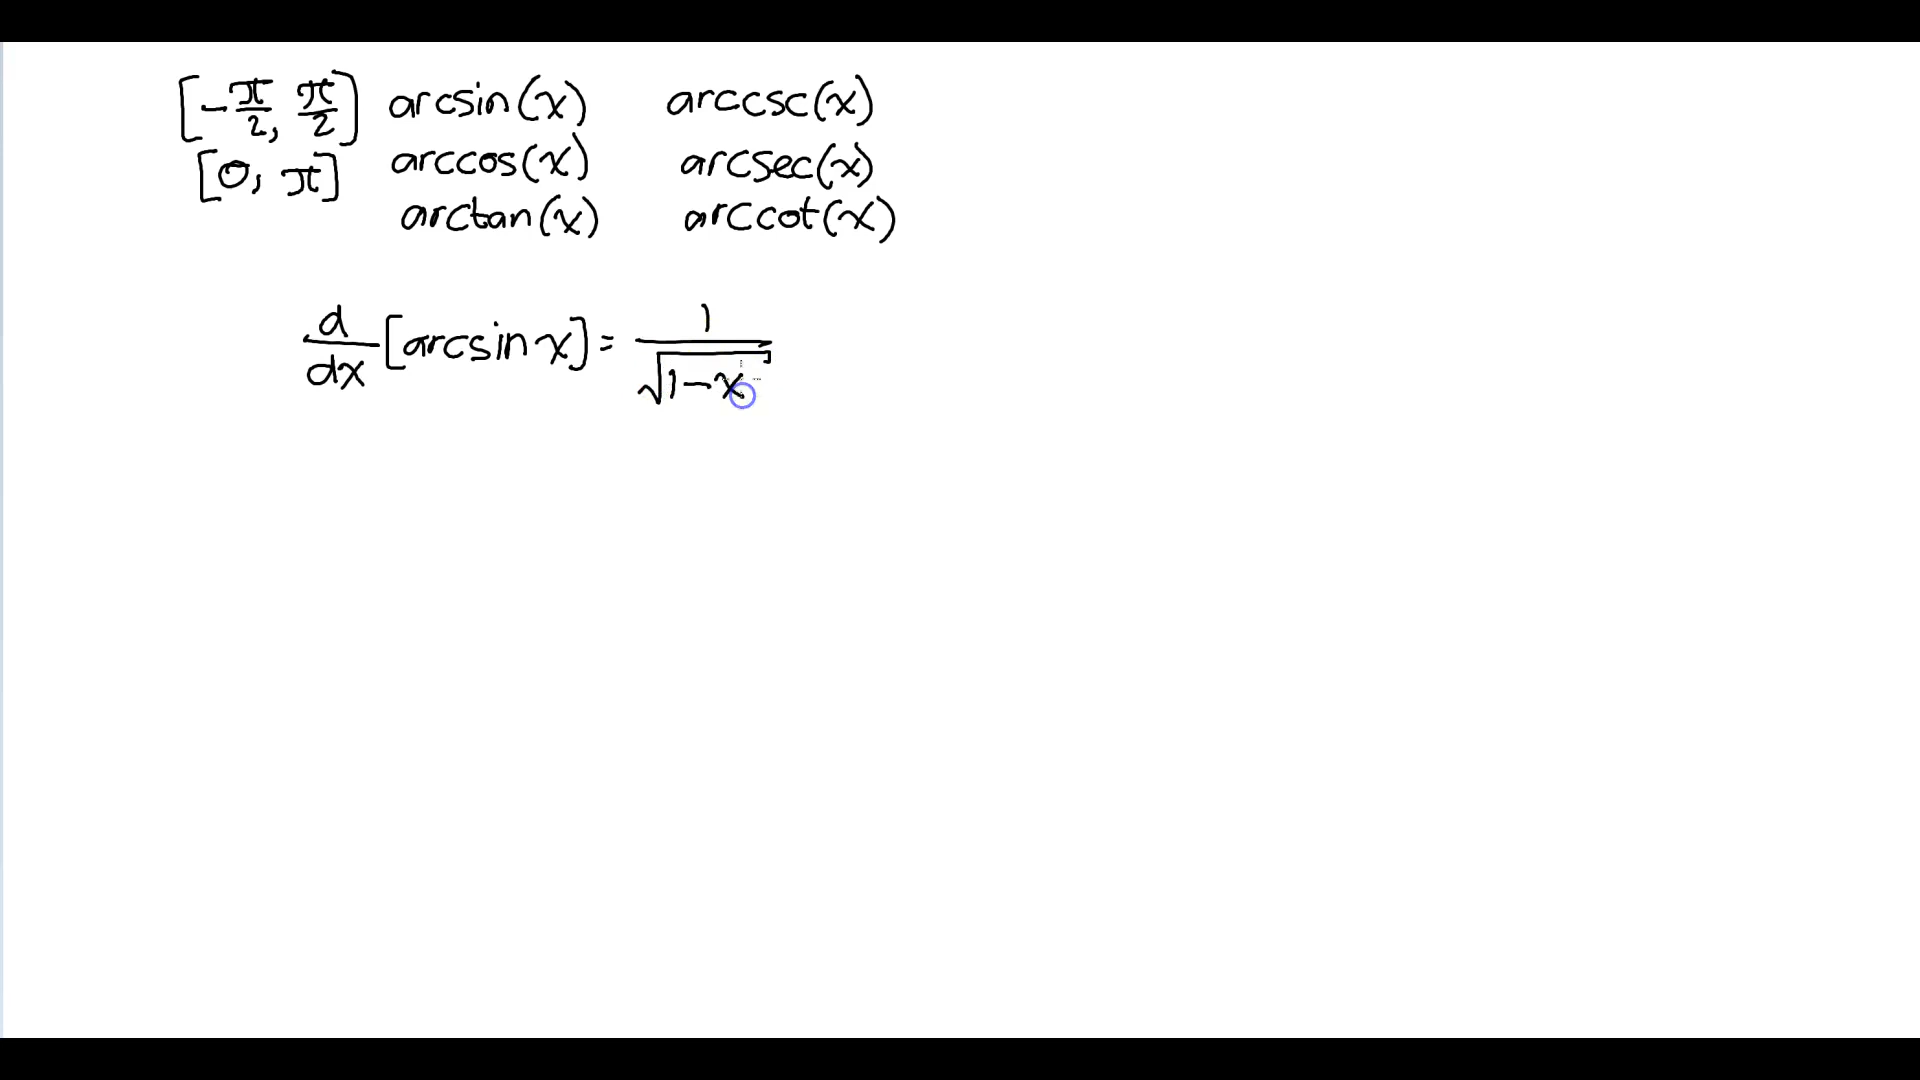 [-π/2, π/2] arcsin(x) arccsc(x)
[0, π] arccos(x) arcsec(x)
arctan(x) arccot(x)
d/dx [arcsin x] = 1/√(1-x)